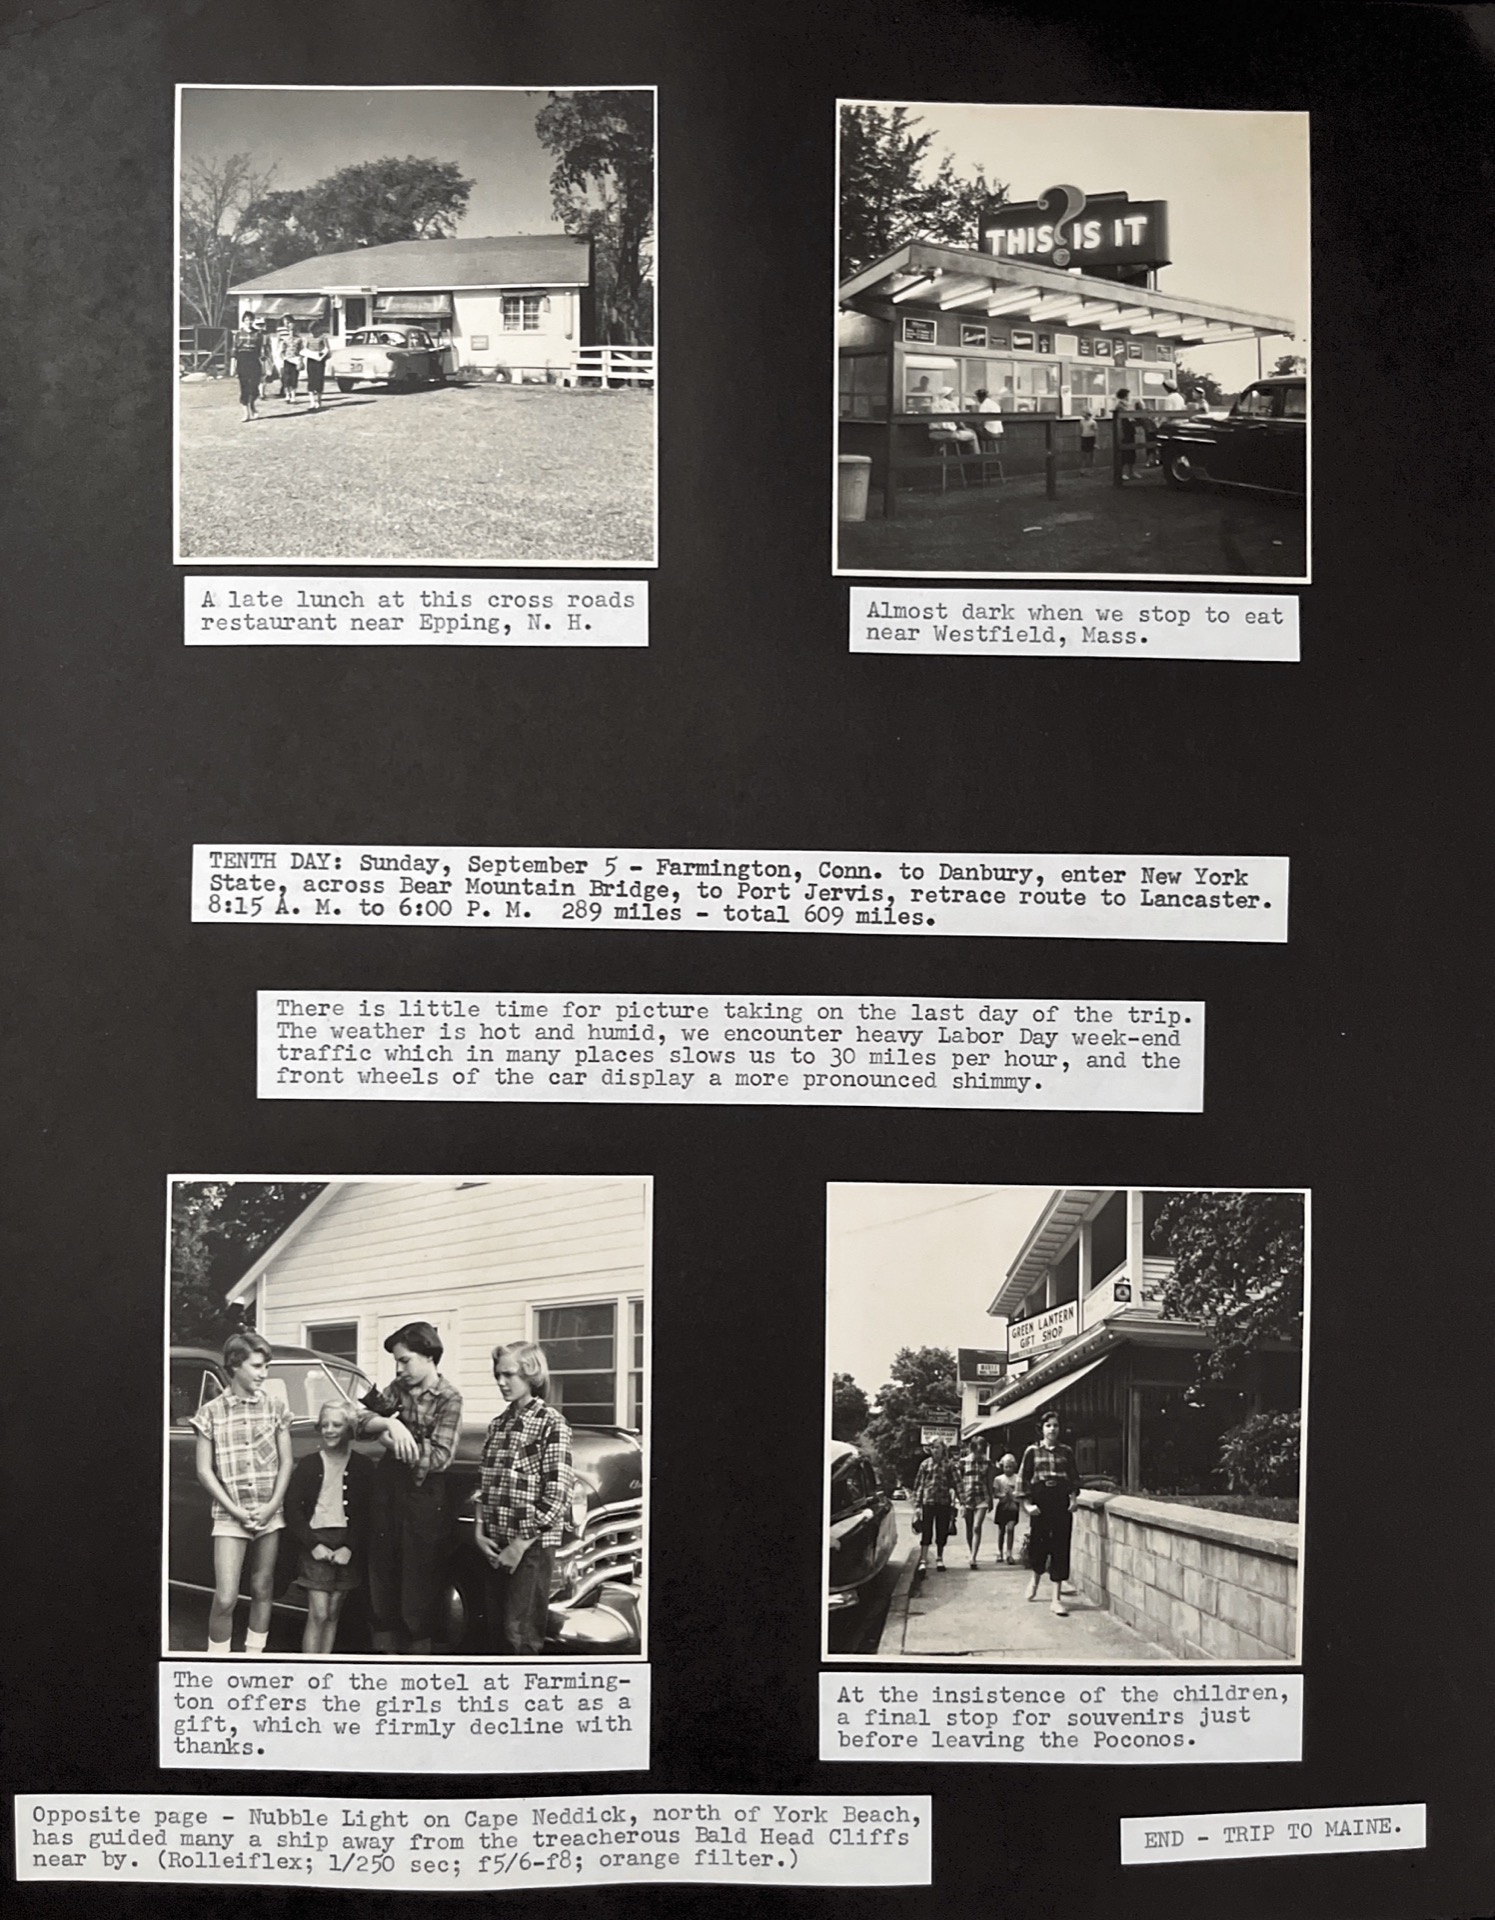 THIS ? IS IT
A late lunch at this cross roads
restaurant near Epping, N. H.
Almost dark when we stop to eat
near Westfield, Mass.
TENTH DAY: Sunday, September 5 - Farmington, Conn. to Danbury, enter New York
State, across Bear Mountain Bridge, to Port Jervis, retrace route to Lancaster.
8:15 A. M. to 6:00 P. M. 289 miles - total 609 miles.
There is little time for picture taking on the last day of the trip.
The weather is hot and humid, we encounter heavy Labor Day week-end
traffic which in many places slows us to 30 miles per hour, and the
front wheels of the car display a more pronounced shimmy.
GREEN LANTERN
GIFT SHOP
The owner of the motel at Farming-
ton offers the girls this cat as a
gift, which we firmly decline with
thanks.
At the insistence of the children,
a final stop for souvenirs just
before leaving the Poconos.
Opposite page - Nubble Light on Cape Neddick, north of York Beach,
has guided many a ship away from the treacherous Bald Head Cliffs
near by. (Rolleiflex; 1/250 sec; f5/6-f8; orange filter.)
END - TRIP TO MAINE.